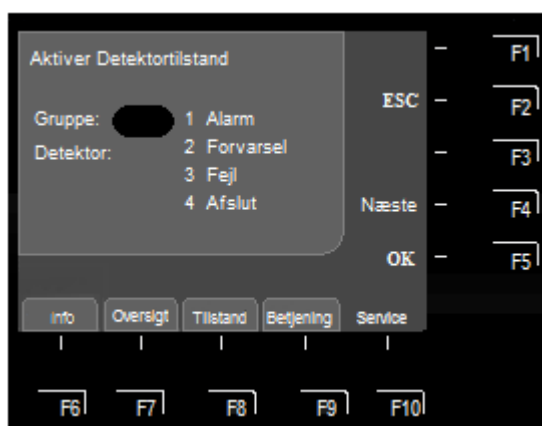 Aktiver Detektortilstand
Gruppe:
Detektor:
1 Alarm
2 Forvarsel
3 Fejl
4 Afslut
ESC
Næste
OK
F1
F2
F3
F4
F5
Info
Oversigt
Tilstand
Betjening
Service
F6
F7
F8
F9
F10